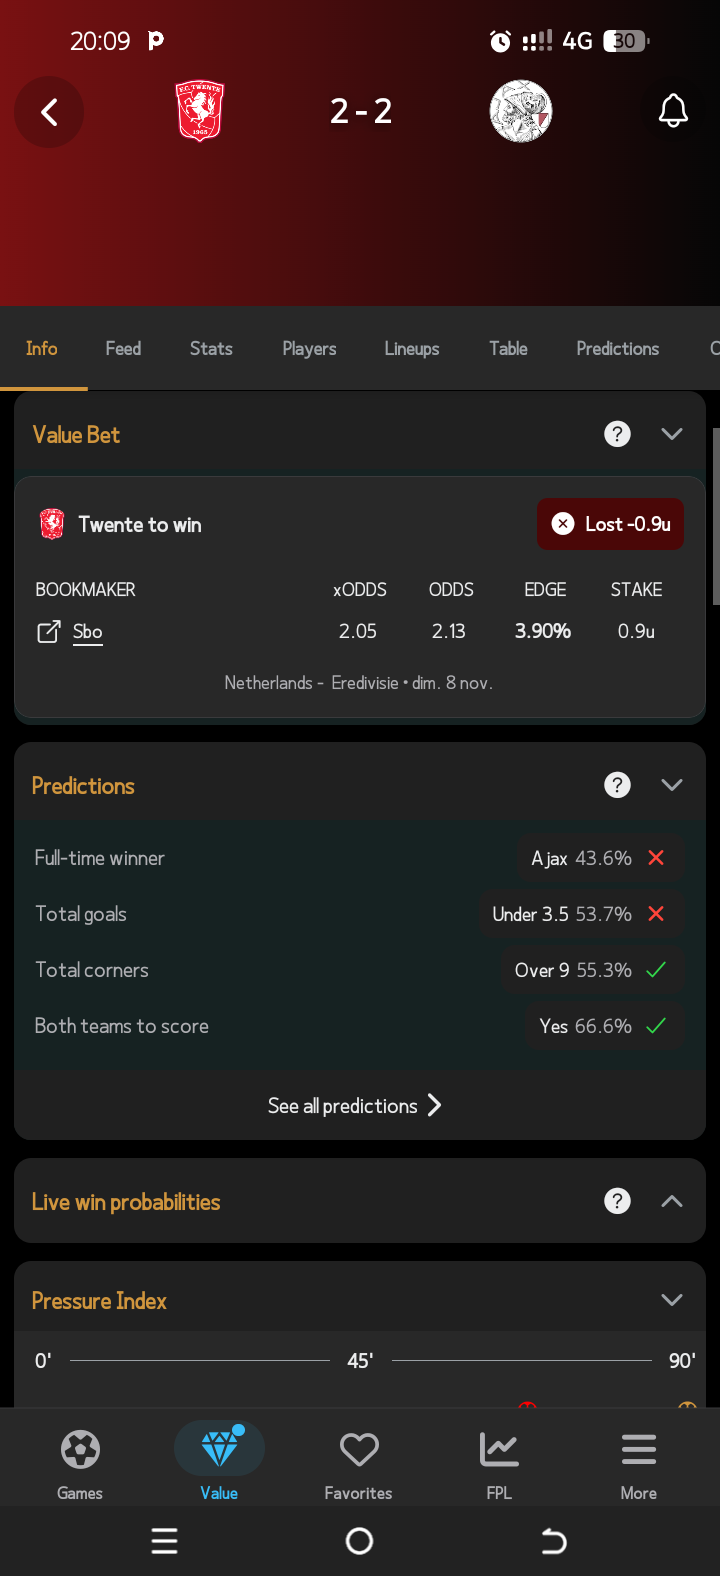 20:09 4G 30
F.C. TWENTE
1965
2 - 2
Info Feed Stats Players Lineups Table Predictions
Value Bet ?
Twente to win Lost -0.9u
BOOKMAKER xODDS ODDS EDGE STAKE
Sbo 2.05 2.13 3.90% 0.9u
Netherlands - Eredivisie • dim. 8 nov.
Predictions ?
Full-time winner Ajax 43.6%
Total goals Under 3.5 53.7%
Total corners Over 9 55.3%
Both teams to score Yes 66.6%
See all predictions
Live win probabilities ?
Pressure Index
0' 45' 90'
Games Value Favorites FPL More